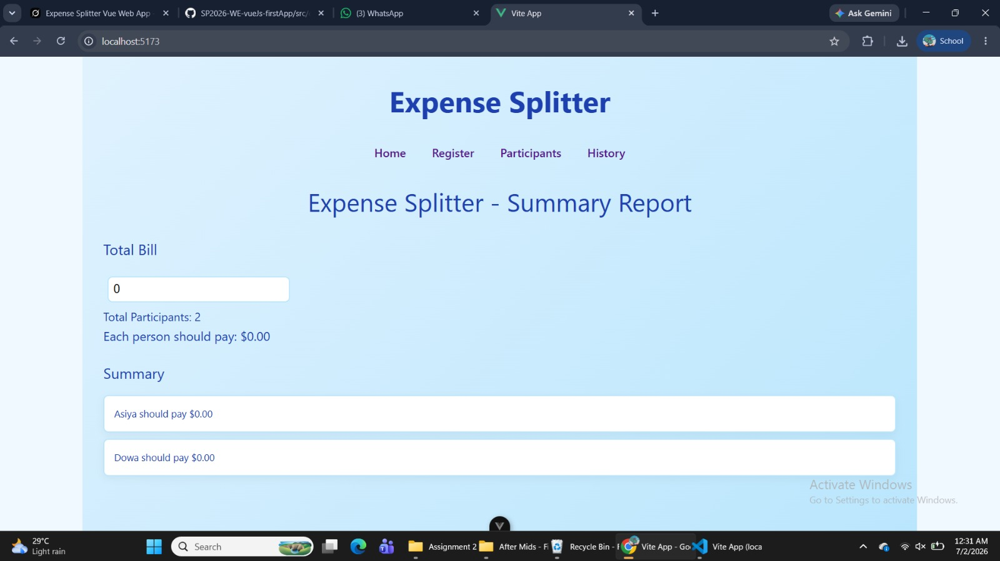 Expense Splitter Vue Web App
SP2026-WE-vueJs-firstApp/src/
(3) WhatsApp
Vite App
Ask Gemini
localhost:5173
School
Expense Splitter
Home Register Participants History
Expense Splitter - Summary Report
Total Bill
0
Total Participants: 2
Each person should pay: $0.00
Summary
Asiya should pay $0.00
Dowa should pay $0.00
Activate Windows
Go to Settings to activate Windows.
29°C
Light rain
Search
Assignment 2
After Mids - Fi
Recycle Bin - F
Vite App - Goo
Vite App (loca
12:31 AM
7/2/2026